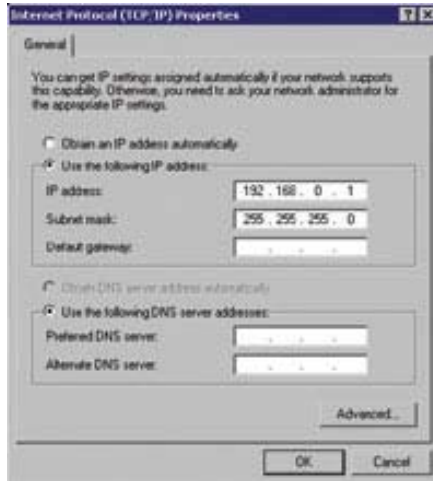 Internet Protocol (TCP/IP) Properties
? X
General
You can get IP settings assigned automatically if your network supports
this capability. Otherwise, you need to ask your network administrator for
the appropriate IP settings.
Obtain an IP address automatically
Use the following IP address:
IP address: 192 . 168 . 0 . 1
Subnet mask: 255 . 255 . 255 . 0
Default gateway: . . .
Obtain DNS server address automatically
Use the following DNS server addresses:
Preferred DNS server: . . .
Alternate DNS server: . . .
Advanced...
OK Cancel